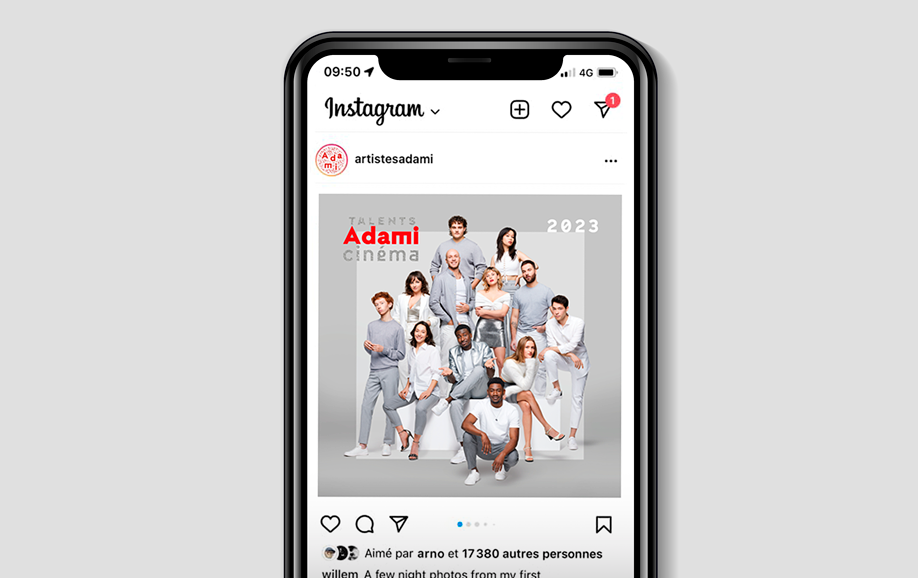 09:50
4G
Instagram
1
Adami
artistesadami
TALENTS
Adami
cinéma
2023
Aimé par arno et 17380 autres personnes
willem A few night photos from my first